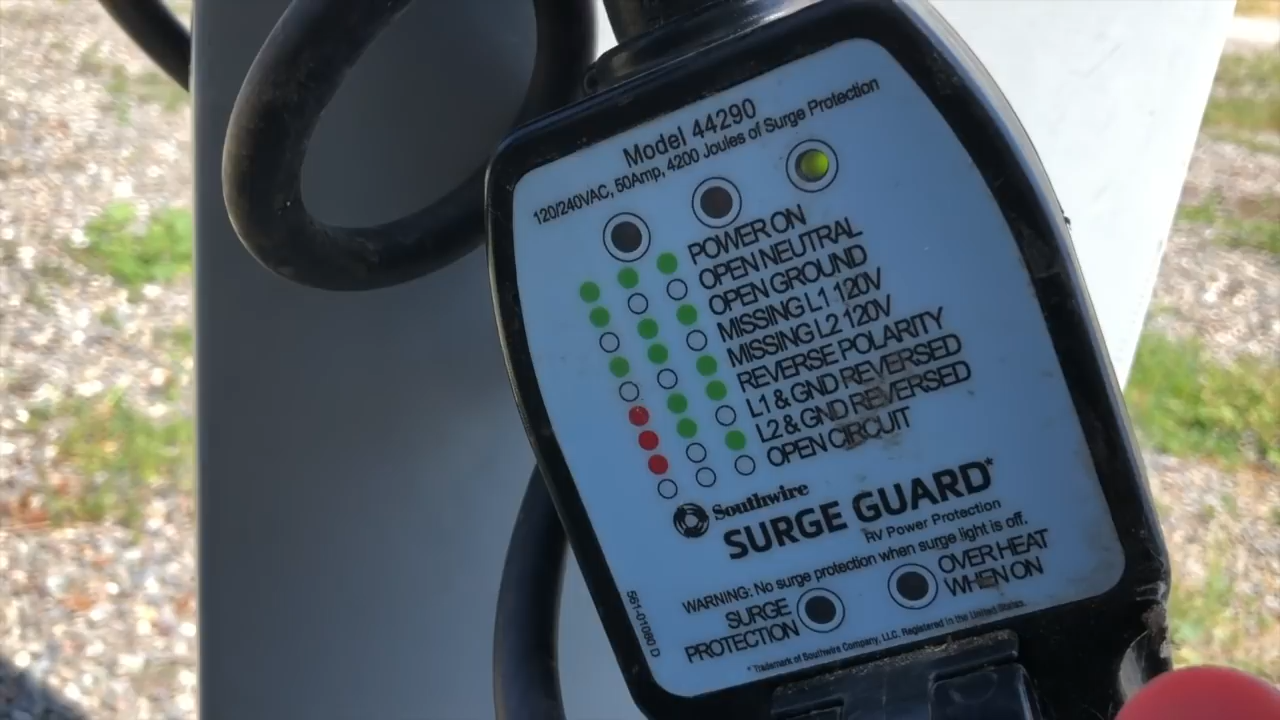 Model 44290
120/240VAC, 50Amp, 4200 Joules of Surge Protection
POWER ON
OPEN NEUTRAL
OPEN GROUND
MISSING L1 120V
MISSING L2 120V
REVERSE POLARITY
L1 & GND REVERSED
L2 & GND REVERSED
OPEN CIRCUIT
Southwire
SURGE GUARD*
RV Power Protection
WARNING: No surge protection when surge light is off.
SURGE PROTECTION
OVER HEAT
WHEN ON
* Trademark of Southwire Company, LLC. Registered in the United States.
561-01080 D